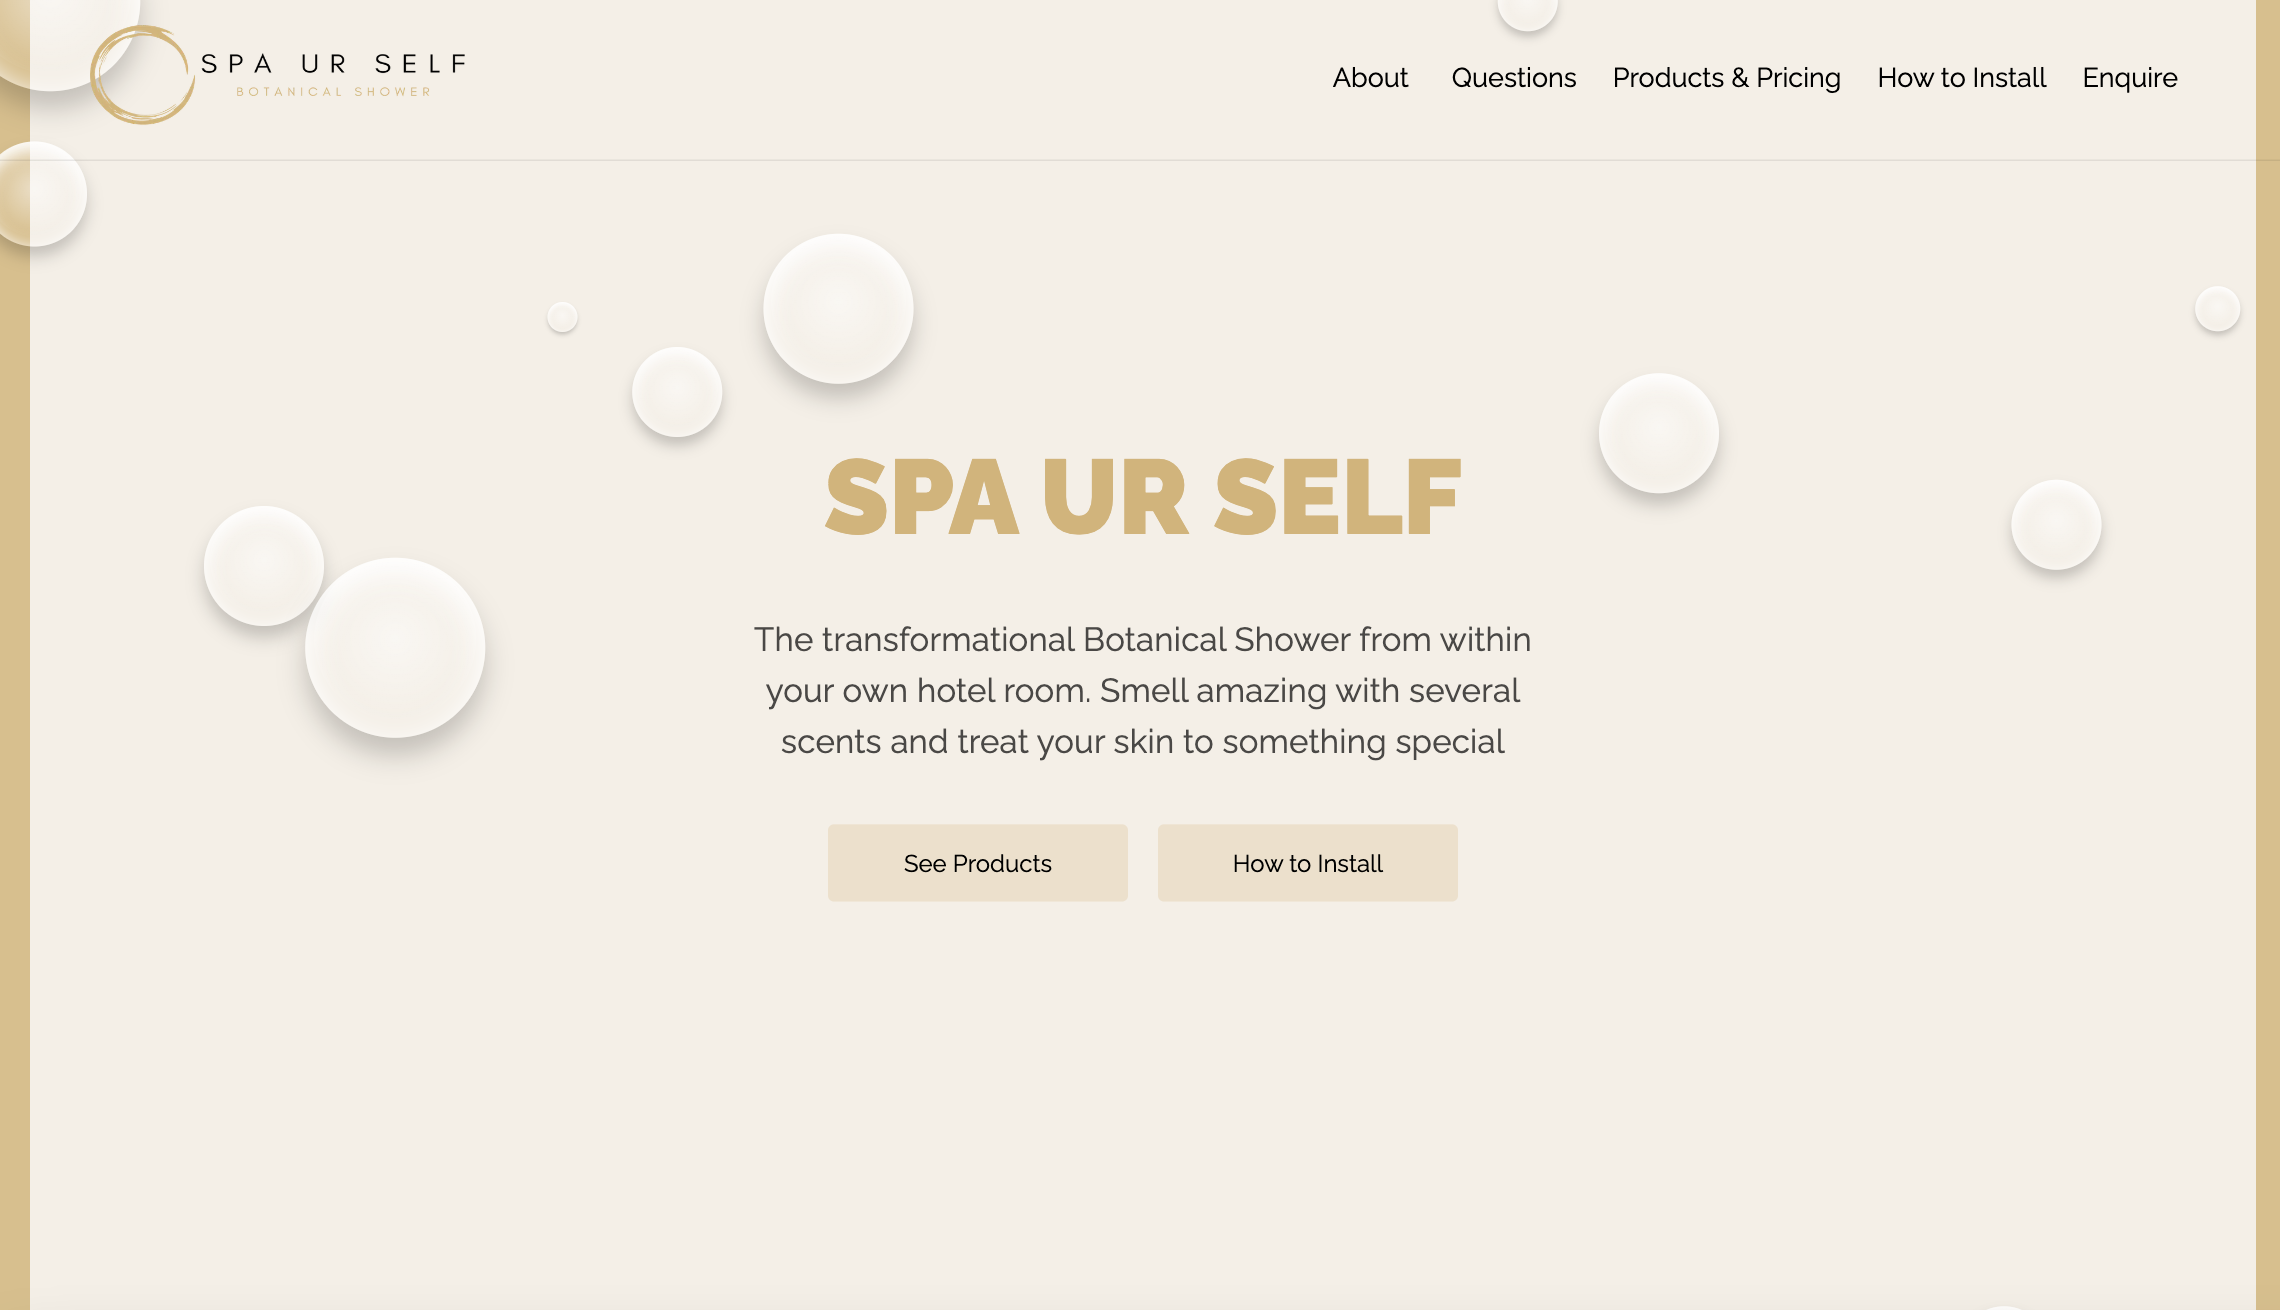 SPA UR SELF
BOTANICAL SHOWER
About Questions Products & Pricing How to Install Enquire
SPA UR SELF
The transformational Botanical Shower from within
your own hotel room. Smell amazing with several
scents and treat your skin to something special
See Products How to Install